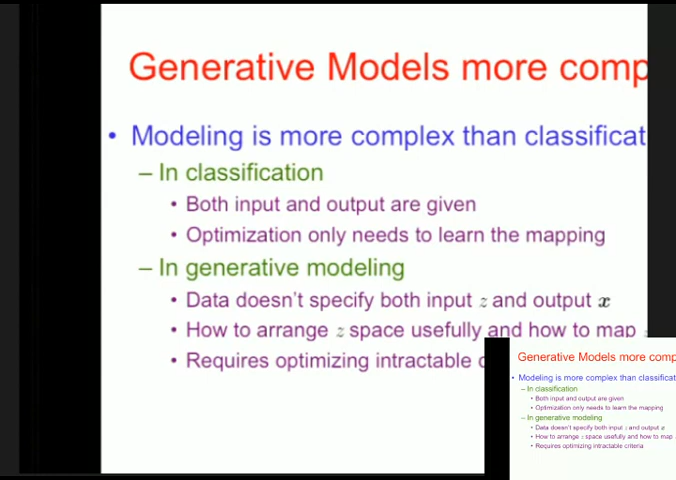 Generative Models more comp
• Modeling is more complex than classificat
– In classification
• Both input and output are given
• Optimization only needs to learn the mapping
– In generative modeling
• Data doesn't specify both input z and output x
• How to arrange z space usefully and how to map
• Requires optimizing intractable c
Generative Models more comp
• Modeling is more complex than classificat
– In classification
• Both input and output are given
• Optimization only needs to learn the mapping
– In generative modeling
• Data doesn't specify both input z and output x
• How to arrange z space usefully and how to map
• Requires optimizing intractable criteria